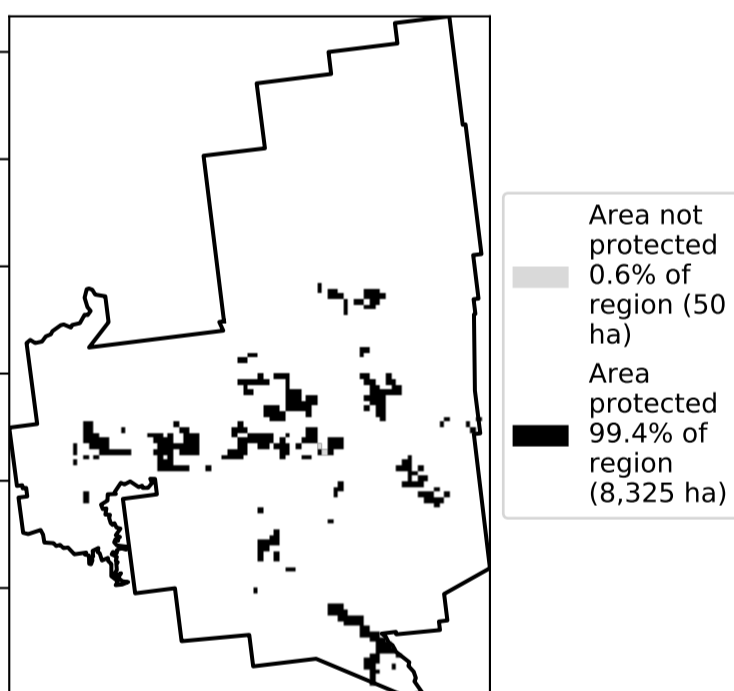 Area not
protected
0.6% of
region (50
ha)
Area
protected
99.4% of
region
(8,325 ha)